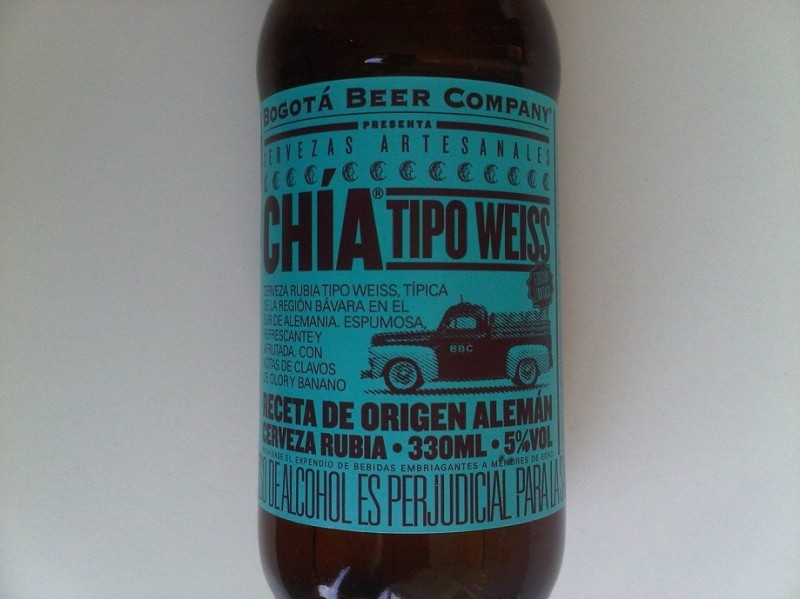 BOGOTÁ BEER COMPANY
PRESENTA
CERVEZAS ARTESANALES
CHÍA® TIPO WEISS
CERVEZA RUBIA TIPO WEISS, TÍPICA
DE LA REGIÓN BÁVARA EN EL
SUR DE ALEMANIA. ESPUMOSA,
REFRESCANTE Y
AFRUTADA, CON
NOTAS DE CLAVOS
DE OLOR Y BANANO
BBC
RECETA DE ORIGEN ALEMÁN
CERVEZA RUBIA • 330ML • 5%VOL
EL EXPENDIO DE BEBIDAS EMBRIAGANTES A MENORES DE EDAD
DE ALCOHOL ES PERJUDICIAL PARA LA